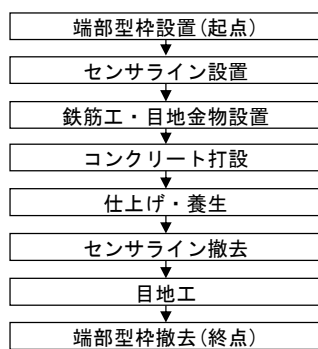 端部型枠設置(起点)
センサライン設置
鉄筋工・目地金物設置
コンクリート打設
仕上げ・養生
センサライン撤去
目地工
端部型枠撤去(終点)